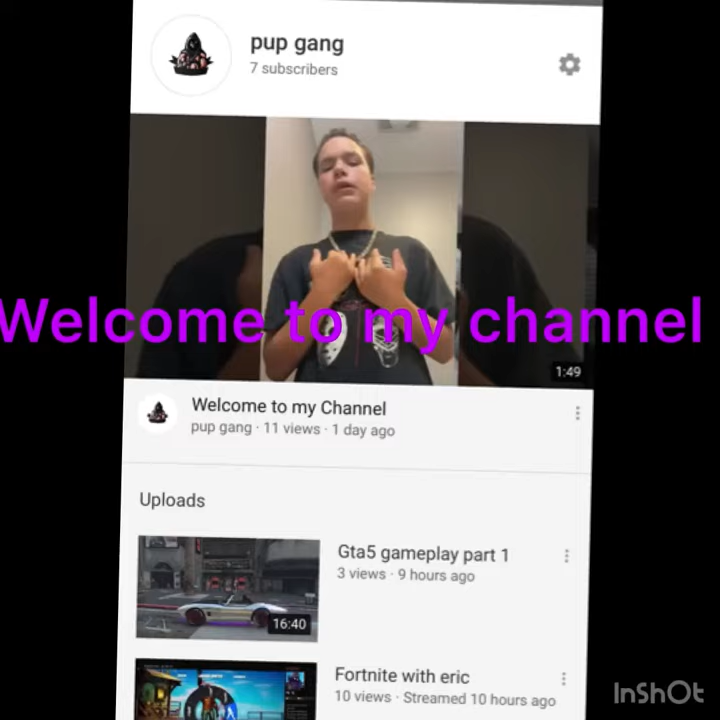 pup gang
7 subscribers
Welcome to my channel
1:49
Welcome to my Channel
pup gang · 11 views · 1 day ago
Uploads
Gta5 gameplay part 1
3 views · 9 hours ago
16:40
Fortnite with eric
10 views · Streamed 10 hours ago
InShOt